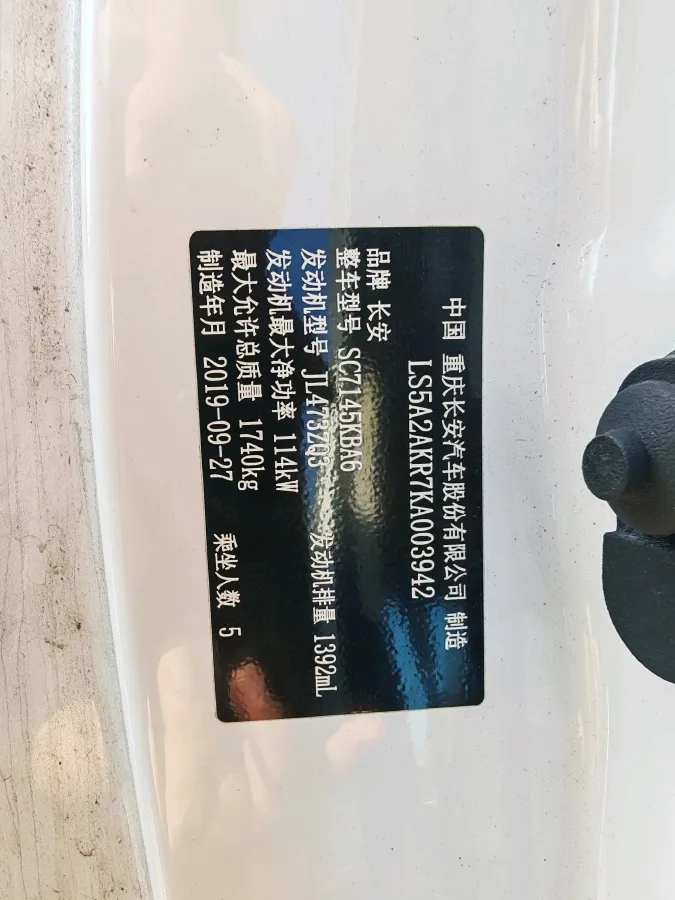 中国 重庆长安汽车股份有限公司 制造
LS5A2AKR7KA003942
品牌 长安
整车型号 SC7145KBA6
发动机型号 JL473ZQ3 发动机排量 1392mL
发动机最大净功率 114kW
最大允许总质量 1740kg
制造年月 2019-09-27 乘坐人数 5